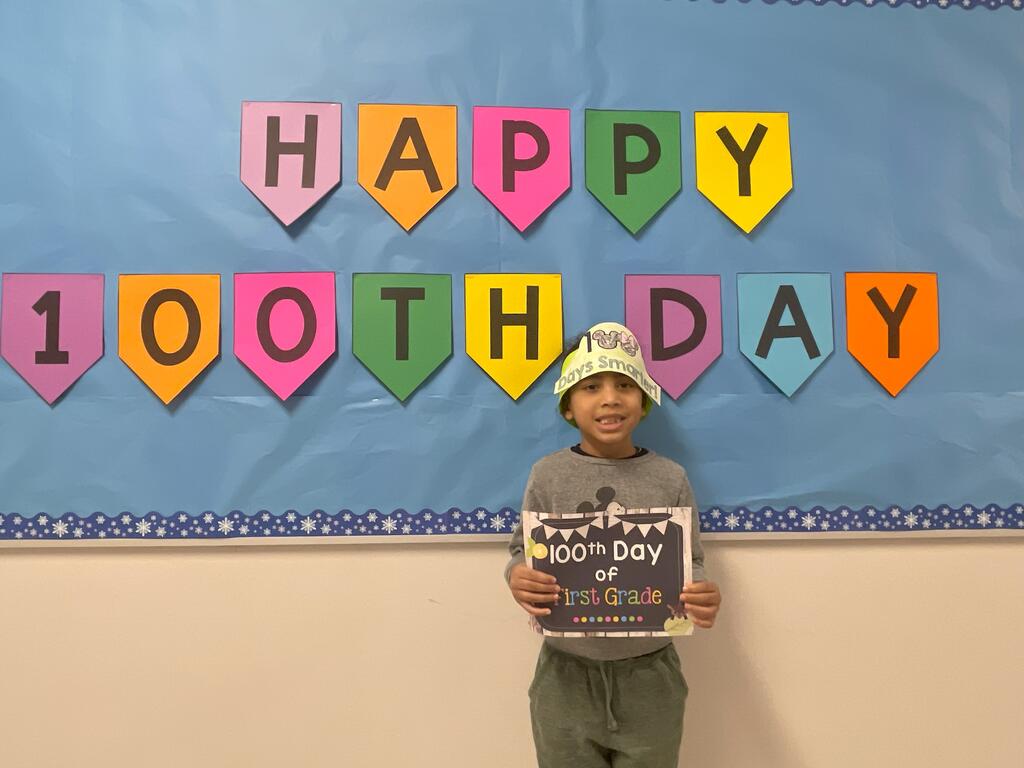 HAPPY
100TH DAY
Days Smarter!
100th Day
of
First Grade